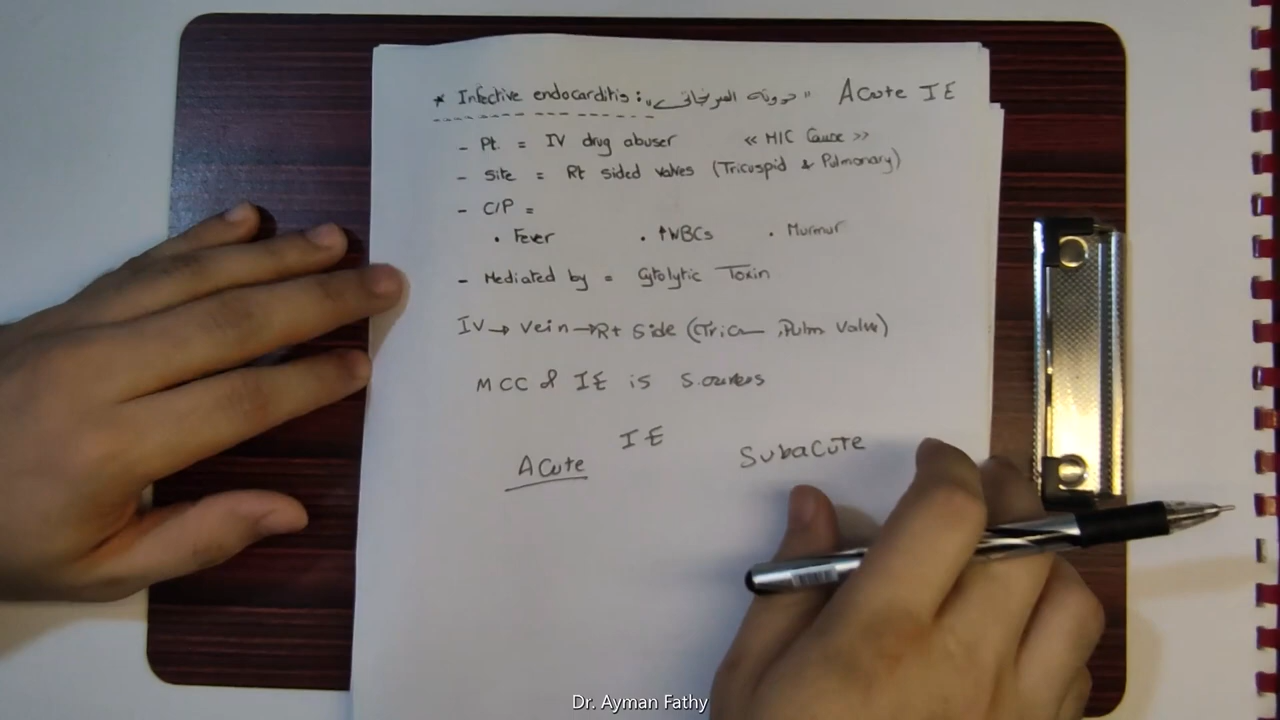 * Infective endocarditis: "دونه المرجاني" Acute IE
- Pt. = IV drug abuser << MIC Cause >>
- Site = Rt sided valves (Tricuspid & Pulmonary)
- C/P =
• Fever • ↑WBCs • Murmur
- Mediated by = Cytolytic Toxin
IV → Vein → Rt Side (Tric , Pulm Valve)
MCC of IE is S. aureus
IE
Acute Subacute
Dr. Ayman Fathy